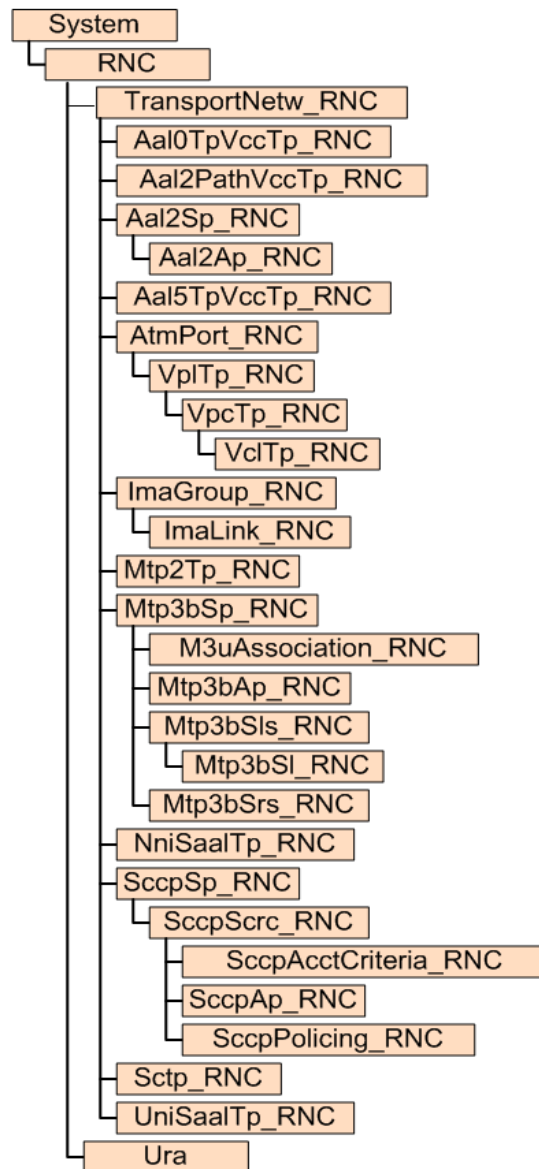 System
RNC
TransportNetw_RNC
Aal0TpVccTp_RNC
Aal2PathVccTp_RNC
Aal2Sp_RNC
Aal2Ap_RNC
Aal5TpVccTp_RNC
AtmPort_RNC
VplTp_RNC
VpcTp_RNC
VclTp_RNC
ImaGroup_RNC
ImaLink_RNC
Mtp2Tp_RNC
Mtp3bSp_RNC
M3uAssociation_RNC
Mtp3bAp_RNC
Mtp3bSls_RNC
Mtp3bSl_RNC
Mtp3bSrs_RNC
NniSaalTp_RNC
SccpSp_RNC
SccpScrc_RNC
SccpAcctCriteria_RNC
SccpAp_RNC
SccpPolicing_RNC
Sctp_RNC
UniSaalTp_RNC
Ura